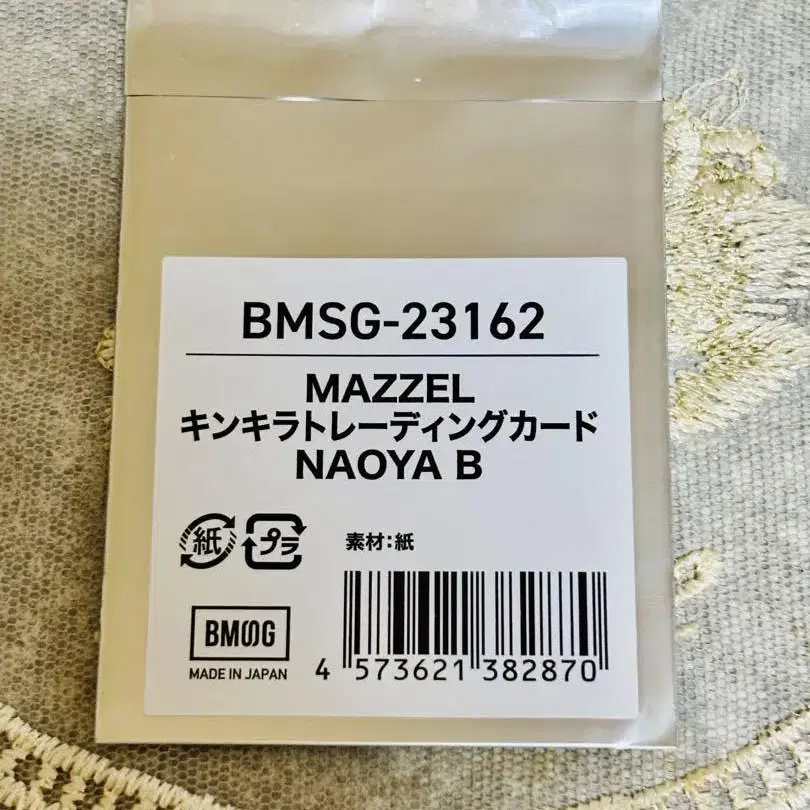 BMSG-23162
MAZZEL
キンキラトレーディングカード
NAOYA B
紙
プラ
素材:紙
BMSG
MADE IN JAPAN
4 573621 382870